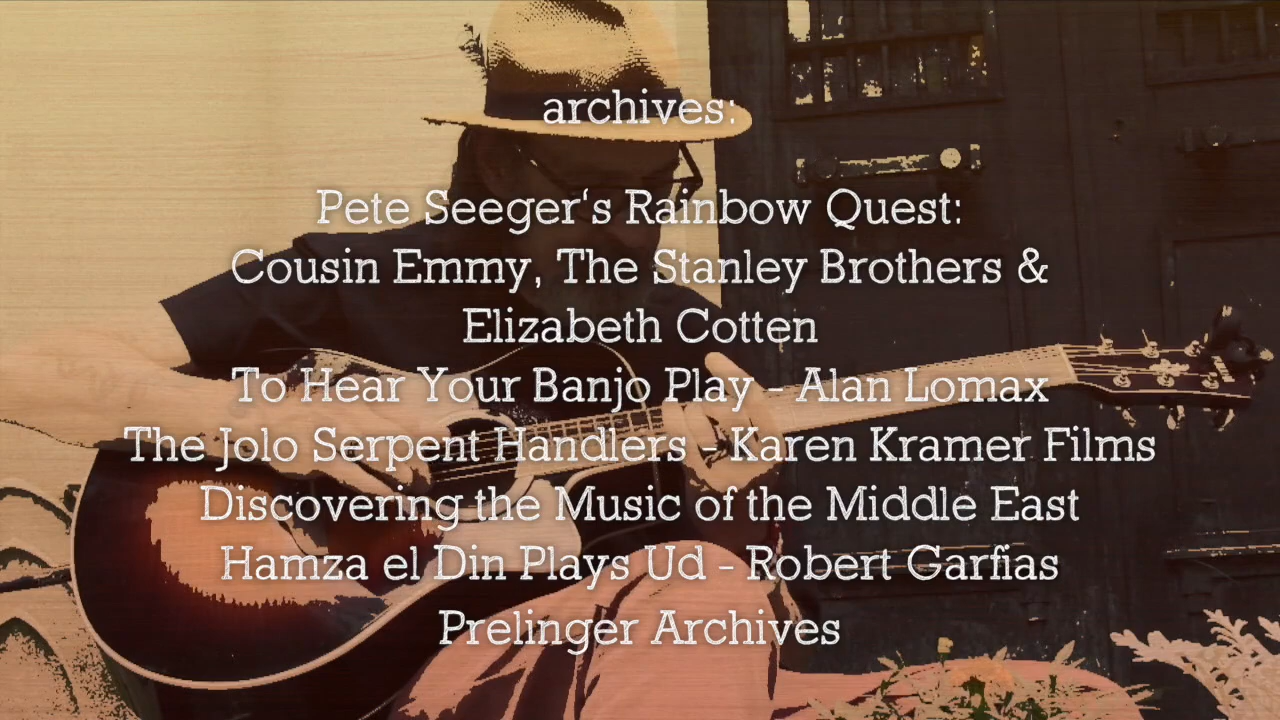 archives:
Pete Seeger's Rainbow Quest:
Cousin Emmy, The Stanley Brothers &
Elizabeth Cotten
To Hear Your Banjo Play - Alan Lomax
The Jolo Serpent Handlers - Karen Kramer Films
Discovering the Music of the Middle East
Hamza el Din Plays Ud - Robert Garfias
Prelinger Archives